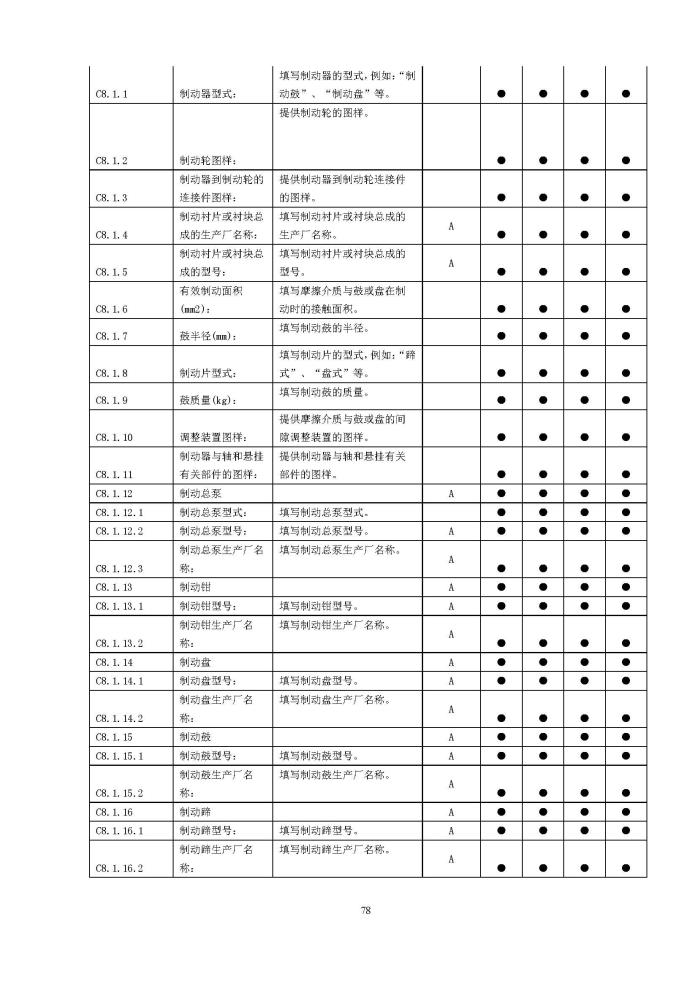 填写制动器的型式，例如：“制
C8.1.1 制动器型式： 动鼓”、“制动盘”等。 ● ● ● ●
提供制动轮的图样。
C8.1.2 制动轮图样： ● ● ● ●
制动器到制动轮的 提供制动器到制动轮连接件
C8.1.3 连接件图样： 的图样。 ● ● ● ●
制动衬片或衬块总 填写制动衬片或衬块总成的
C8.1.4 成的生产厂名称： 生产厂名称。 A ● ● ● ●
制动衬片或衬块总 填写制动衬片或衬块总成的
C8.1.5 成的型号： 型号。 A ● ● ● ●
有效制动面积 填写摩擦介质与鼓或盘在制
C8.1.6 (mm2)： 动时的接触面积。 ● ● ● ●
C8.1.7 鼓半径(mm)： 填写制动鼓的半径。 ● ● ● ●
填写制动片的型式，例如：“蹄
C8.1.8 制动片型式： 式”、“盘式”等。 ● ● ● ●
C8.1.9 鼓质量(kg)： 填写制动鼓的质量。 ● ● ● ●
提供摩擦介质与鼓或盘的间
C8.1.10 调整装置图样： 隙调整装置的图样。 ● ● ● ●
制动器与轴和悬挂 提供制动器与轴和悬挂有关
C8.1.11 有关部件的图样： 部件的图样。 ● ● ● ●
C8.1.12 制动总泵 A ● ● ● ●
C8.1.12.1 制动总泵型式： 填写制动总泵型式。 ● ● ● ●
C8.1.12.2 制动总泵型号： 填写制动总泵型号。 A ● ● ● ●
制动总泵生产厂名 填写制动总泵生产厂名称。
C8.1.12.3 称： A ● ● ● ●
C8.1.13 制动钳 A ● ● ● ●
C8.1.13.1 制动钳型号： 填写制动钳型号。 A ● ● ● ●
制动钳生产厂名 填写制动钳生产厂名称。
C8.1.13.2 称： A ● ● ● ●
C8.1.14 制动盘 A ● ● ● ●
C8.1.14.1 制动盘型号： 填写制动盘型号。 A ● ● ● ●
制动盘生产厂名 填写制动盘生产厂名称。
C8.1.14.2 称： A ● ● ● ●
C8.1.15 制动鼓 A ● ● ● ●
C8.1.15.1 制动鼓型号： 填写制动鼓型号。 A ● ● ● ●
制动鼓生产厂名 填写制动鼓生产厂名称。
C8.1.15.2 称： A ● ● ● ●
C8.1.16 制动蹄 A ● ● ● ●
C8.1.16.1 制动蹄型号： 填写制动蹄型号。 A ● ● ● ●
制动蹄生产厂名 填写制动蹄生产厂名称。
C8.1.16.2 称： A ● ● ● ●
78